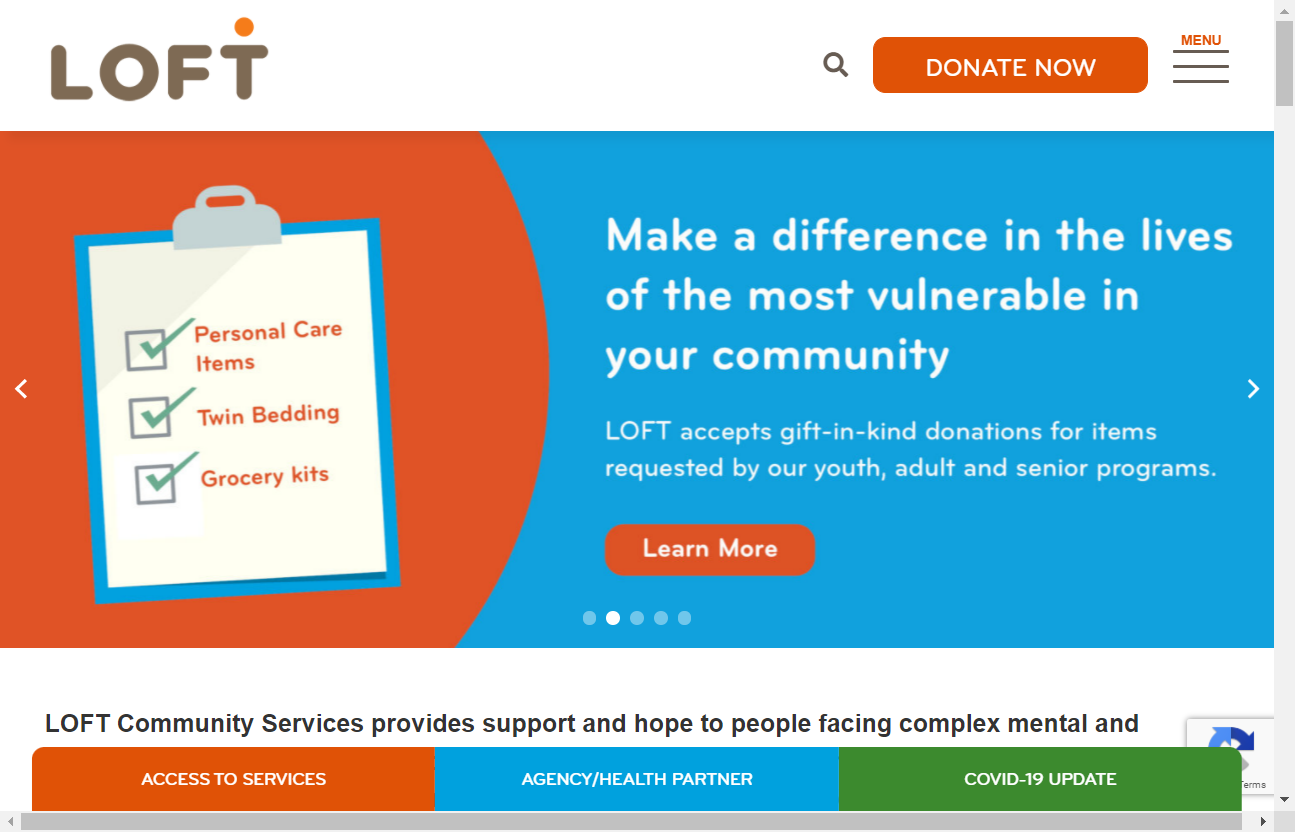 LOFT
DONATE NOW
MENU
Personal Care
Items
Twin Bedding
Grocery kits
Make a difference in the lives
of the most vulnerable in
your community
LOFT accepts gift-in-kind donations for items
requested by our youth, adult and senior programs.
Learn More
LOFT Community Services provides support and hope to people facing complex mental and
ACCESS TO SERVICES
AGENCY/HEALTH PARTNER
COVID-19 UPDATE
Terms